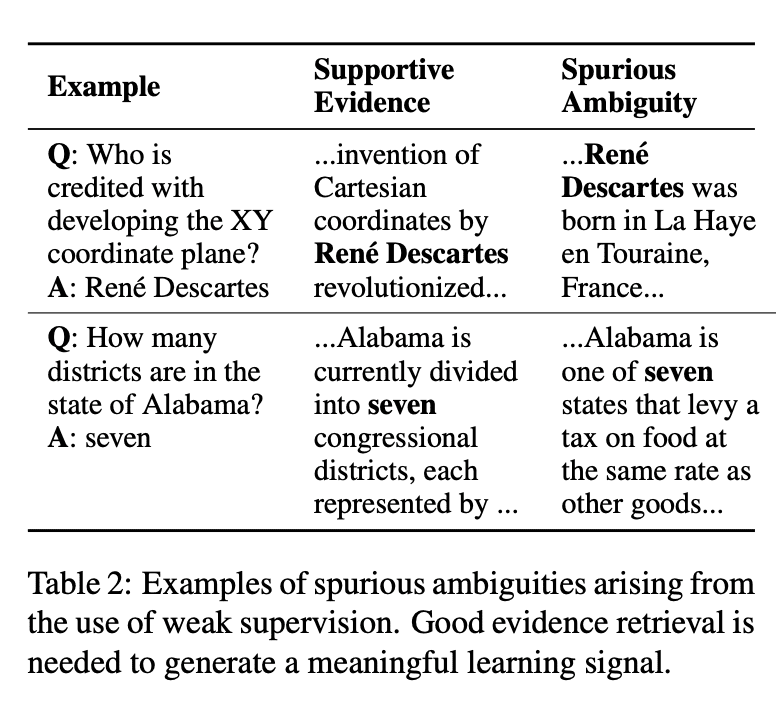 Example
Supportive
Evidence
Spurious
Ambiguity
Q: Who is
credited with
developing the XY
coordinate plane?
A: René Descartes
...invention of
Cartesian
coordinates by
René Descartes
revolutionized...
...René
Descartes was
born in La Haye
en Touraine,
France...
Q: How many
districts are in the
state of Alabama?
A: seven
...Alabama is
currently divided
into seven
congressional
districts, each
represented by ...
...Alabama is
one of seven
states that levy a
tax on food at
the same rate as
other goods...
Table 2: Examples of spurious ambiguities arising from
the use of weak supervision. Good evidence retrieval is
needed to generate a meaningful learning signal.